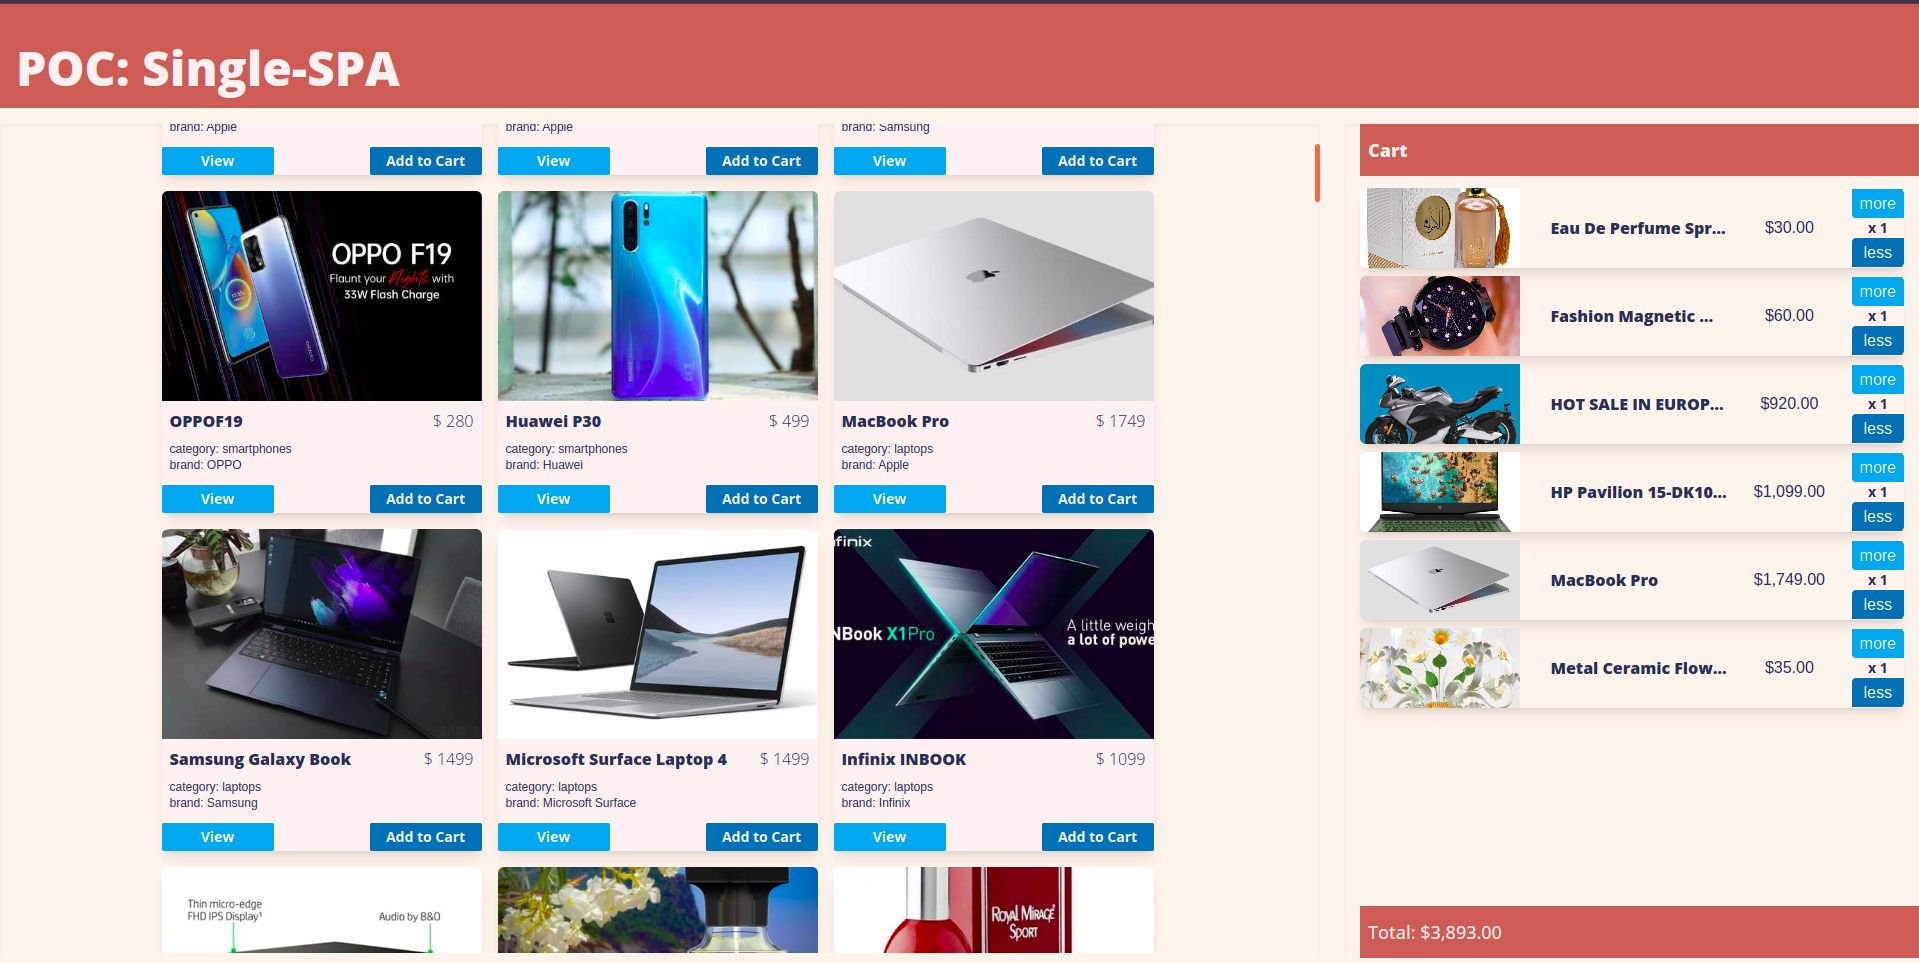 POC: Single-SPA
brand: Apple
brand: Apple
brand: Samsung
View
Add to Cart
View
Add to Cart
View
Add to Cart
OPPO F19
Flaunt your Nights with
33W Flash Charge
OPPOF19
$ 280
category: smartphones
brand: OPPO
View
Add to Cart
HUAWEI
Huawei P30
$ 499
category: smartphones
brand: Huawei
View
Add to Cart
MacBook Pro
$ 1749
category: laptops
brand: Apple
View
Add to Cart
Samsung Galaxy Book
$ 1499
category: laptops
brand: Samsung
View
Add to Cart
Microsoft Surface Laptop 4
$ 1499
category: laptops
brand: Microsoft Surface
View
Add to Cart
nfinix
NBook X1Pro
A little weigh
a lot of powe
Infinix INBOOK
$ 1099
category: laptops
brand: Infinix
View
Add to Cart
Thin micro-edge
FHD IPS Display¹
Audio by B&O
ROYAL MIRAGE
SPORT
Cart
Eau De Perfume Spr...
$30.00
more
x 1
less
Fashion Magnetic ...
$60.00
more
x 1
less
HOT SALE IN EUROP...
$920.00
more
x 1
less
HP Pavilion 15-DK10...
$1,099.00
more
x 1
less
MacBook Pro
$1,749.00
more
x 1
less
Metal Ceramic Flow...
$35.00
more
x 1
less
Total: $3,893.00